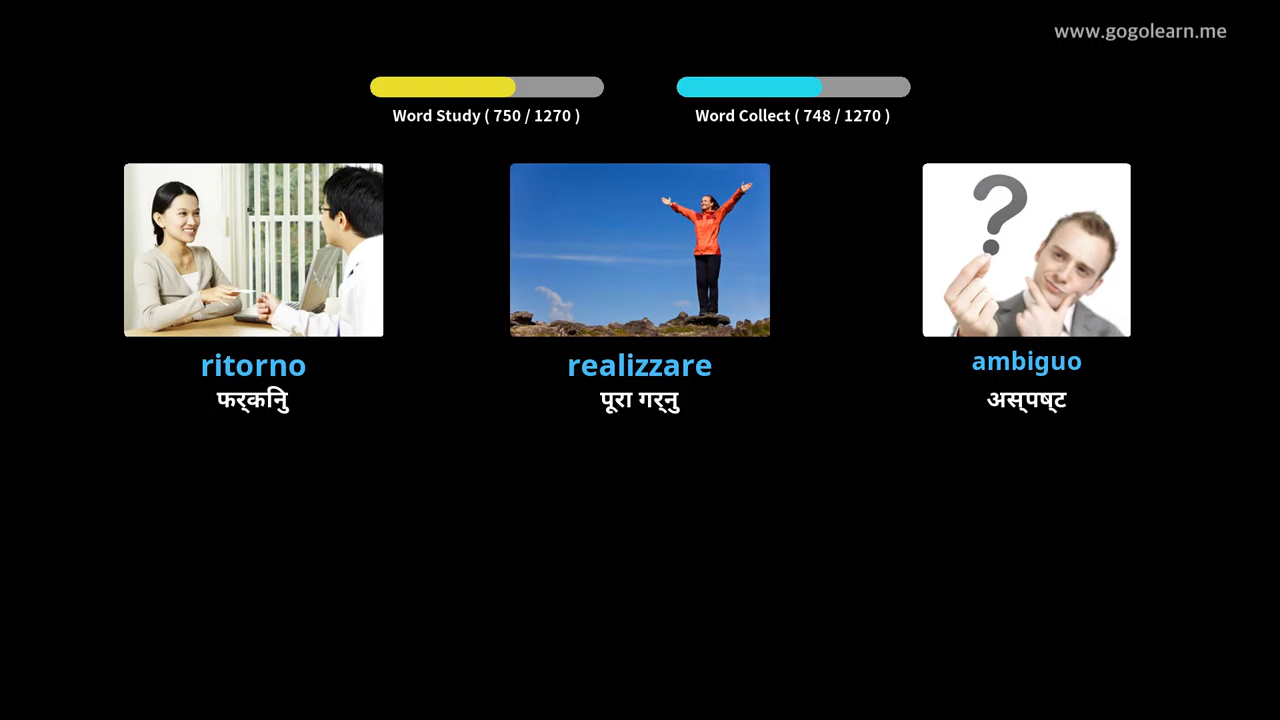 www.gogolearn.me
Word Study ( 750 / 1270 )
Word Collect ( 748 / 1270 )
ritorno
realizzare
ambiguo
फर्कनुि
पूरा गर्नु
अस्पष्ट